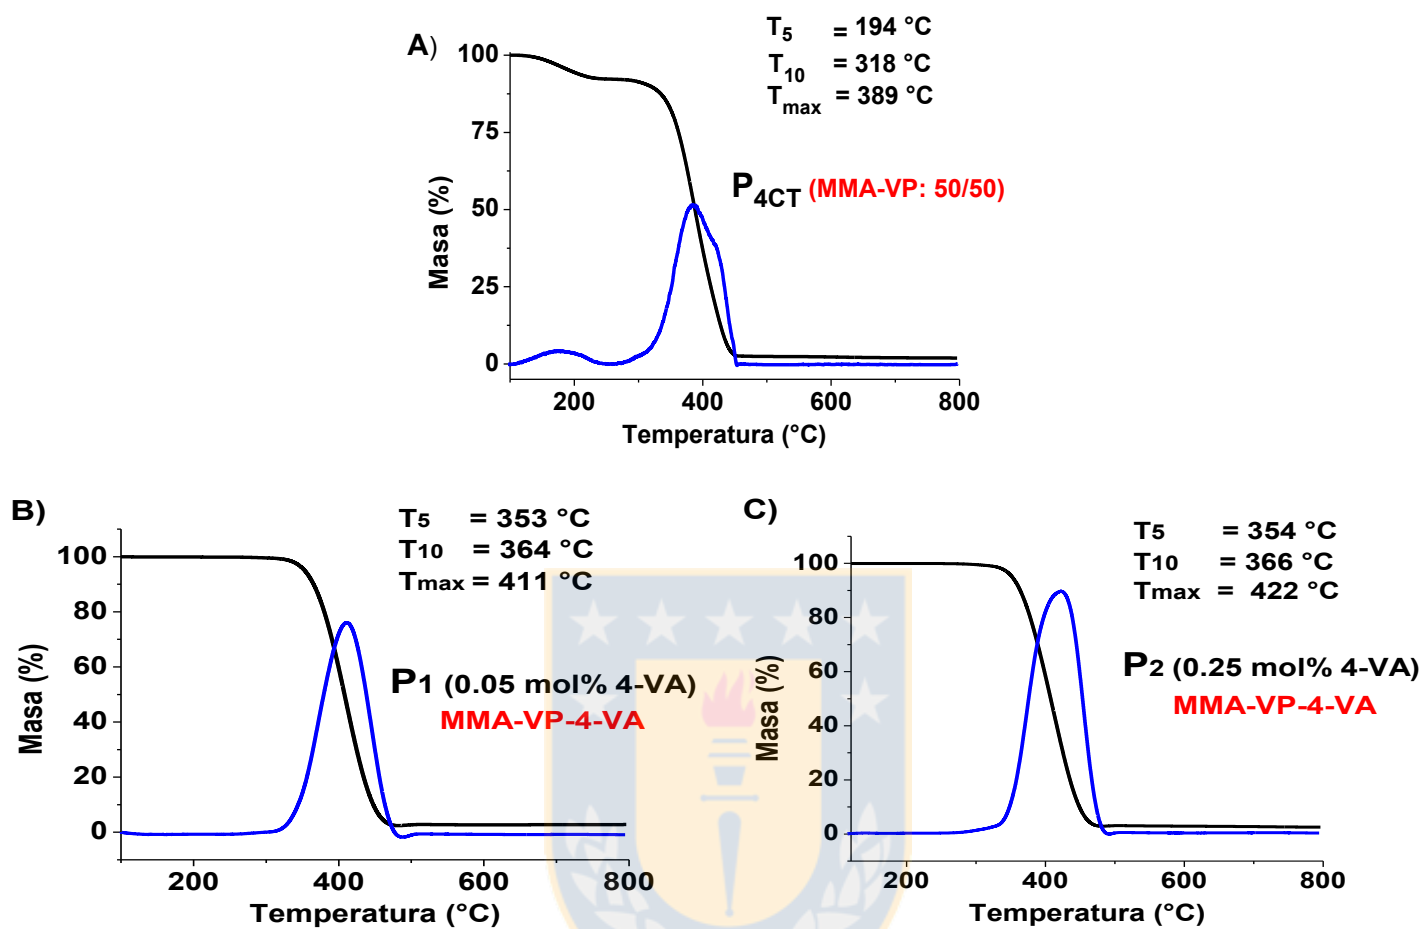 A)
T5 = 194 °C
T10 = 318 °C
Tmax = 389 °C
P4CT (MMA-VP: 50/50)
Masa (%)
100
75
50
25
0
200 400 600 800
Temperatura (°C)
B)
T5 = 353 °C
T10 = 364 °C
Tmax = 411 °C
P1 (0.05 mol% 4-VA)
MMA-VP-4-VA
Masa (%)
100
80
60
40
20
0
200 400 600 800
Temperatura (°C)
C)
T5 = 354 °C
T10 = 366 °C
Tmax = 422 °C
P2 (0.25 mol% 4-VA)
MMA-VP-4-VA
Masa (%)
100
80
60
40
20
0
200 400 600 800
Temperatura (°C)